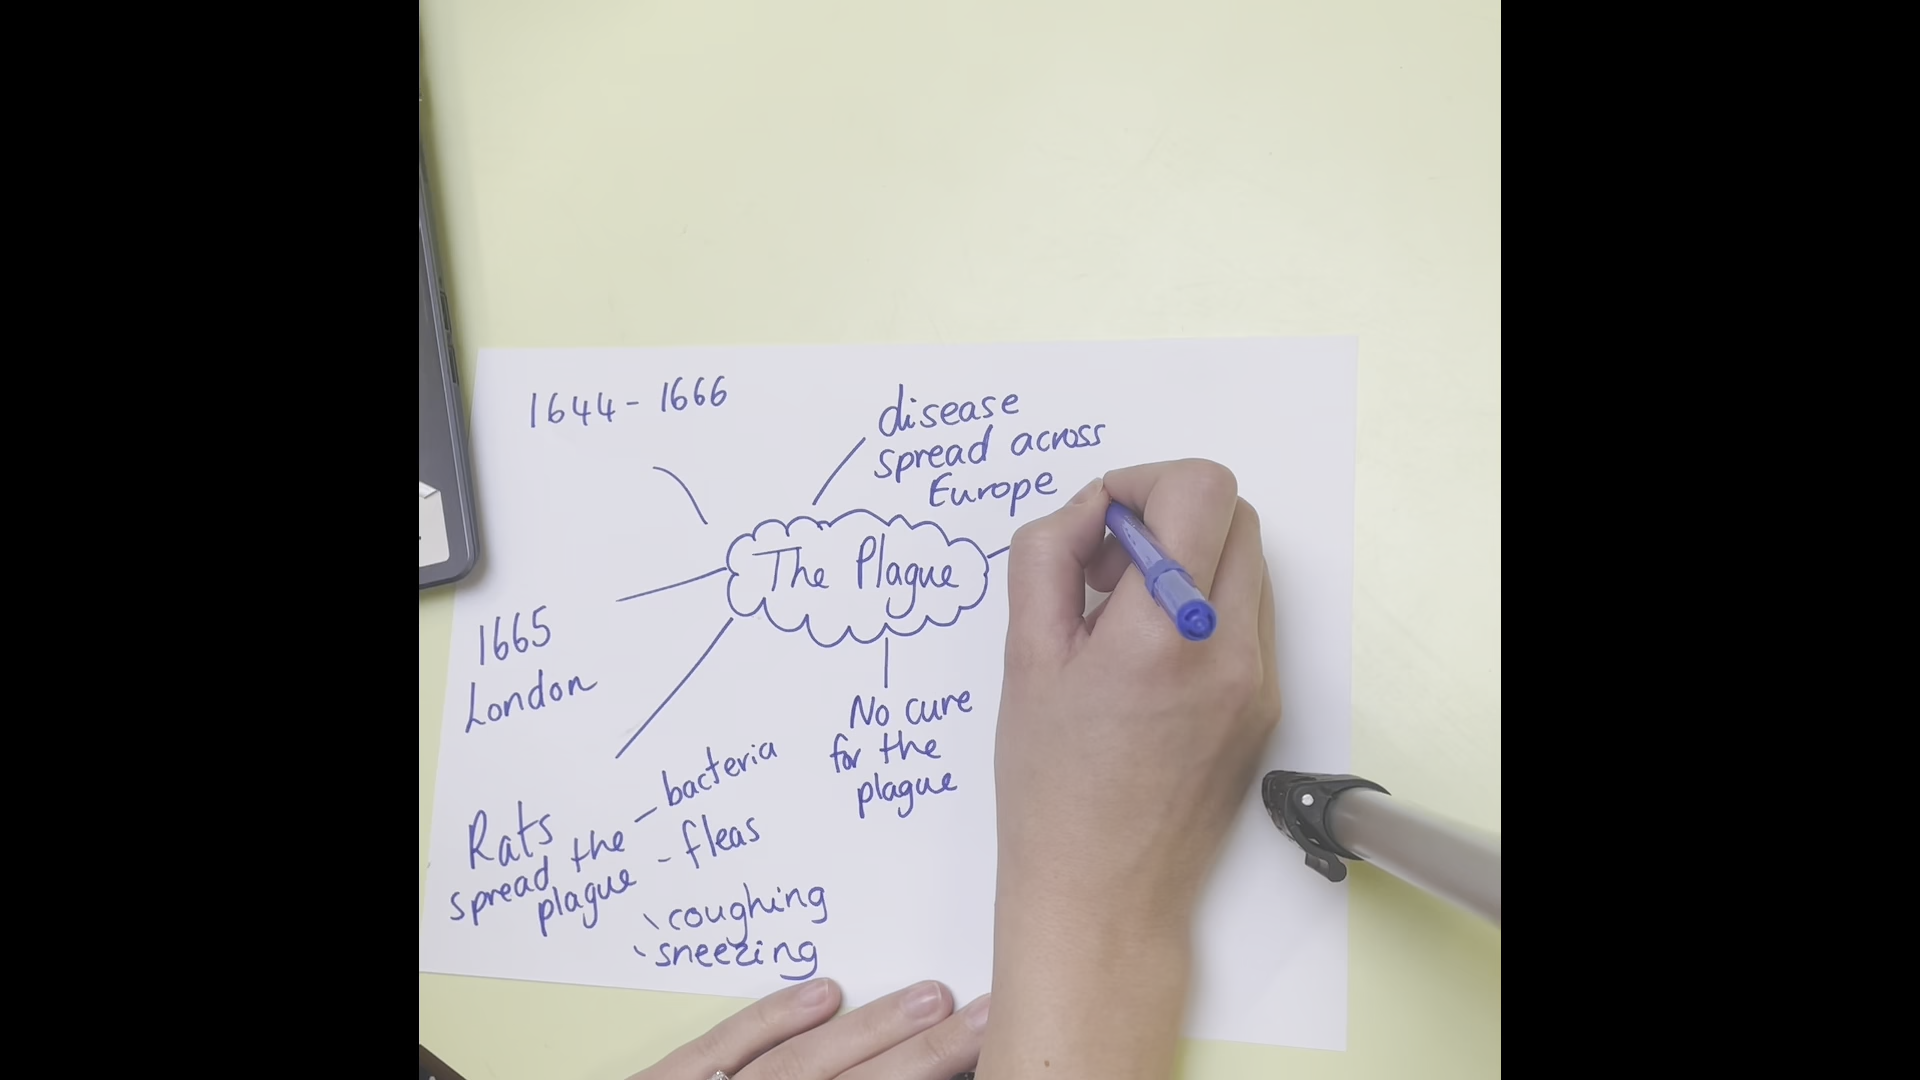 1644 - 1666
disease
spread across
Europe
The Plague
1665
London
No cure
for the
plague
Rats
spread the
plague
- bacteria
- fleas
\ coughing
\ sneezing